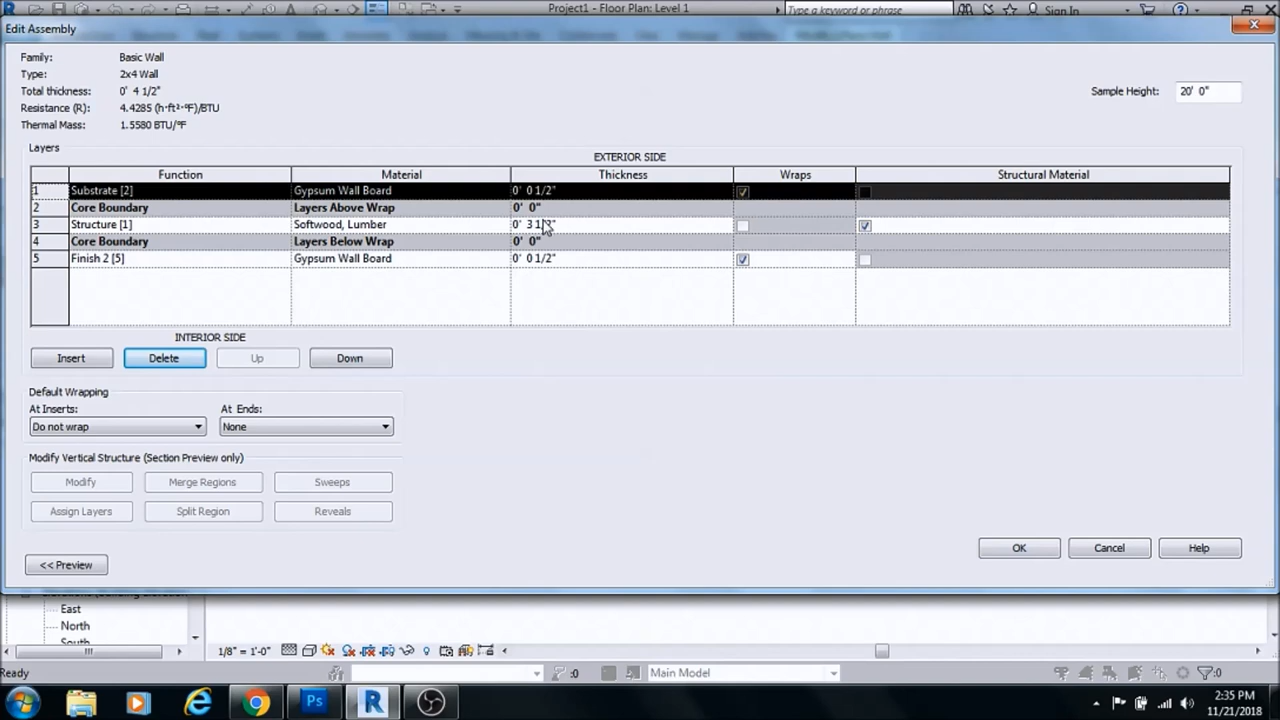 Project1 - Floor Plan: Level 1
Type a keyword or phrase
Sign In
Edit Assembly
Family: Basic Wall
Type: 2x4 Wall
Total thickness: 0' 4 1/2"
Resistance (R): 4.4285 (h·ft²·°F)/BTU
Thermal Mass: 1.5580 BTU/°F
Sample Height: 20' 0"
Layers
EXTERIOR SIDE
Function Material Thickness Wraps Structural Material
1 Substrate [2] Gypsum Wall Board 0' 0 1/2"
2 Core Boundary Layers Above Wrap 0' 0"
3 Structure [1] Softwood, Lumber 0' 3 1/2"
4 Core Boundary Layers Below Wrap 0' 0"
5 Finish 2 [5] Gypsum Wall Board 0' 0 1/2"
INTERIOR SIDE
Insert Delete Up Down
Default Wrapping
At Inserts: At Ends:
Do not wrap None
Modify Vertical Structure (Section Preview only)
Modify Merge Regions Sweeps
Assign Layers Split Region Reveals
OK Cancel Help
<< Preview
East
North
South
1/8" = 1'-0"
Ready :0 Main Model :0
Ps R
2:35 PM
11/21/2018